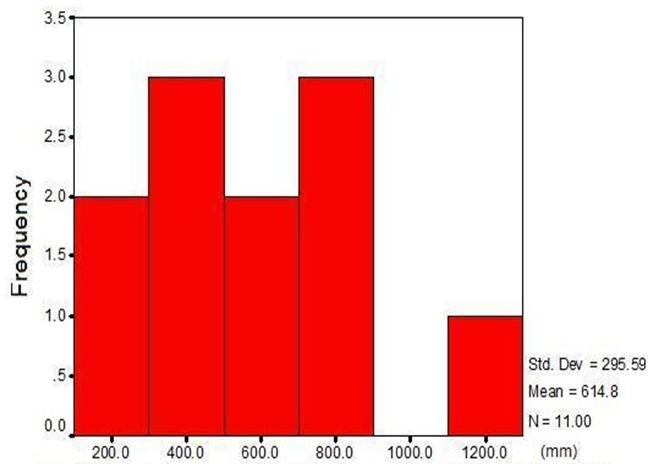 3.5
3.0
2.5
2.0
1.5
1.0
.5
0.0
Frequency
200.0 400.0 600.0 800.0 1000.0 1200.0
Std. Dev = 295.59
Mean = 614.8
N = 11.00
(mm)